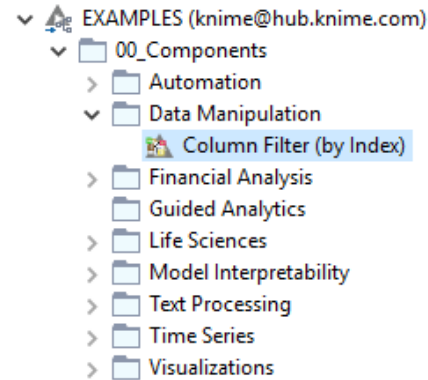 EXAMPLES (knime@hub.knime.com)
00_Components
Automation
Data Manipulation
Column Filter (by Index)
Financial Analysis
Guided Analytics
Life Sciences
Model Interpretability
Text Processing
Time Series
Visualizations